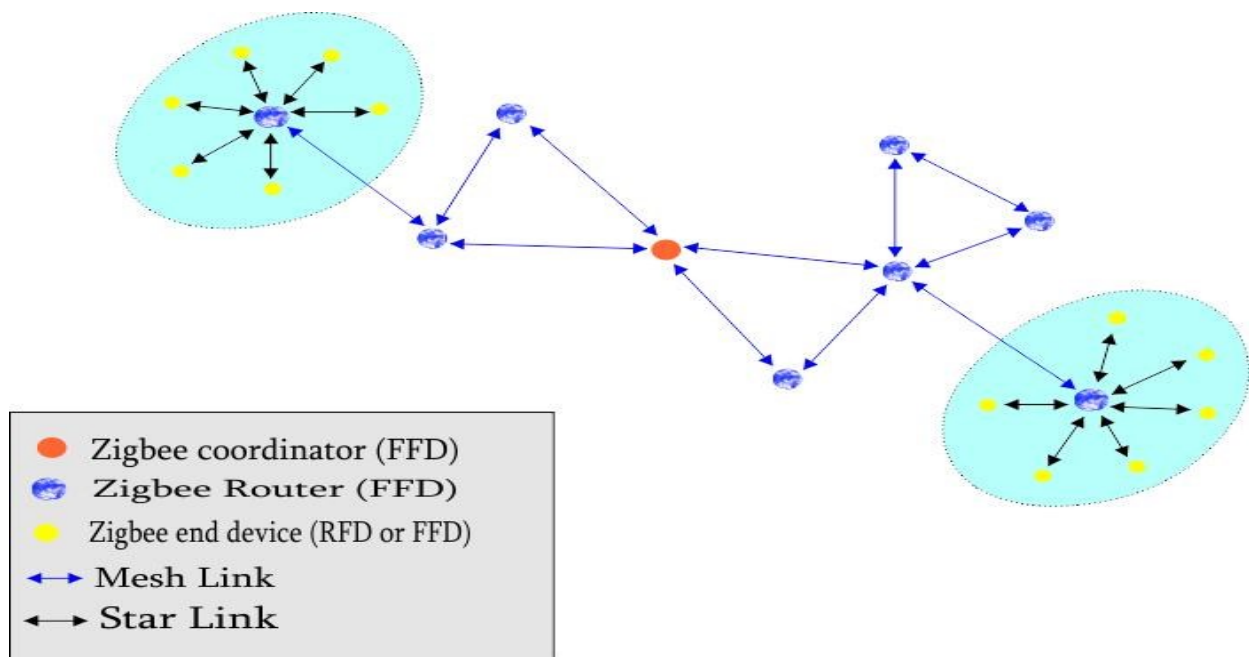 Zigbee coordinator (FFD)
Zigbee Router (FFD)
Zigbee end device (RFD or FFD)
Mesh Link
Star Link